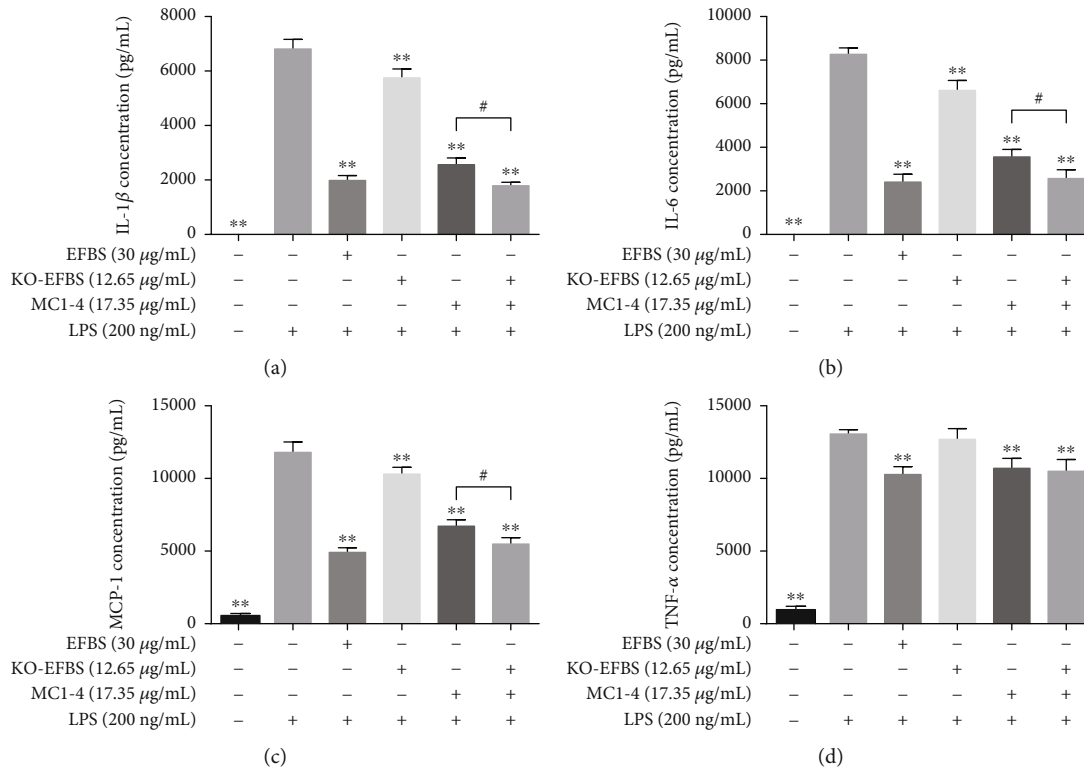 IL-1β concentration (pg/mL)
8000
6000
4000
2000
0
** ** ** ** **
#
EFBS (30 μg/mL) – – + – – –
KO-EFBS (12.65 μg/mL) – – – + – +
MC1-4 (17.35 μg/mL) – – – – + +
LPS (200 ng/mL) – + + + + +
(a)
IL-6 concentration (pg/mL)
10000
8000
6000
4000
2000
0
** ** ** ** **
#
EFBS (30 μg/mL) – – + – – –
KO-EFBS (12.65 μg/mL) – – – + – +
MC1-4 (17.35 μg/mL) – – – – + +
LPS (200 ng/mL) – + + + + +
(b)
MCP-1 concentration (pg/mL)
15000
10000
5000
0
** ** ** ** **
#
EFBS (30 μg/mL) – – + – – –
KO-EFBS (12.65 μg/mL) – – – + – +
MC1-4 (17.35 μg/mL) – – – – + +
LPS (200 ng/mL) – + + + + +
(c)
TNF-α concentration (pg/mL)
15000
10000
5000
0
** ** ** **
EFBS (30 μg/mL) – – + – – –
KO-EFBS (12.65 μg/mL) – – – + – +
MC1-4 (17.35 μg/mL) – – – – + +
LPS (200 ng/mL) – + + + + +
(d)